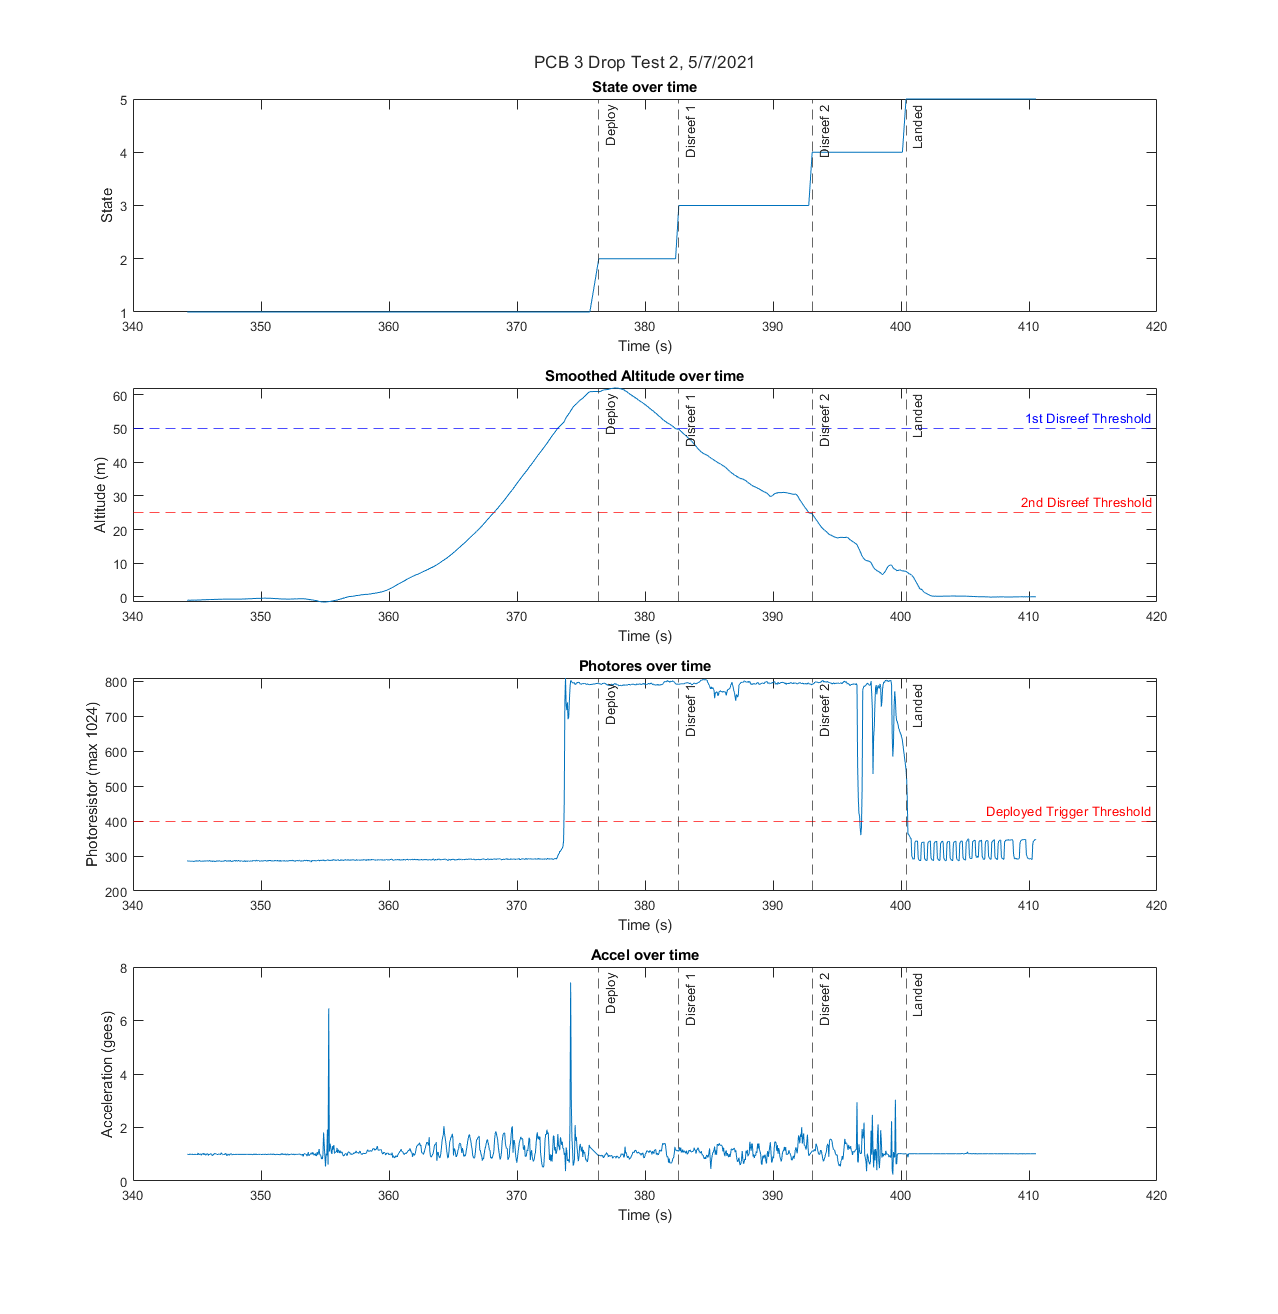 PCB 3 Drop Test 2, 5/7/2021
State over time
5
4
3
2
1
State
Deploy
Disreef 1
Disreef 2
Landed
340 350 360 370 380 390 400 410 420
Time (s)
Smoothed Altitude over time
60
50
40
30
20
10
0
Altitude (m)
Deploy
Disreef 1
Disreef 2
Landed
1st Disreef Threshold
2nd Disreef Threshold
340 350 360 370 380 390 400 410 420
Time (s)
Photores over time
800
700
600
500
400
300
200
Photoresistor (max 1024)
Deploy
Disreef 1
Disreef 2
Landed
Deployed Trigger Threshold
340 350 360 370 380 390 400 410 420
Time (s)
Accel over time
8
6
4
2
0
Acceleration (gees)
Deploy
Disreef 1
Disreef 2
Landed
340 350 360 370 380 390 400 410 420
Time (s)